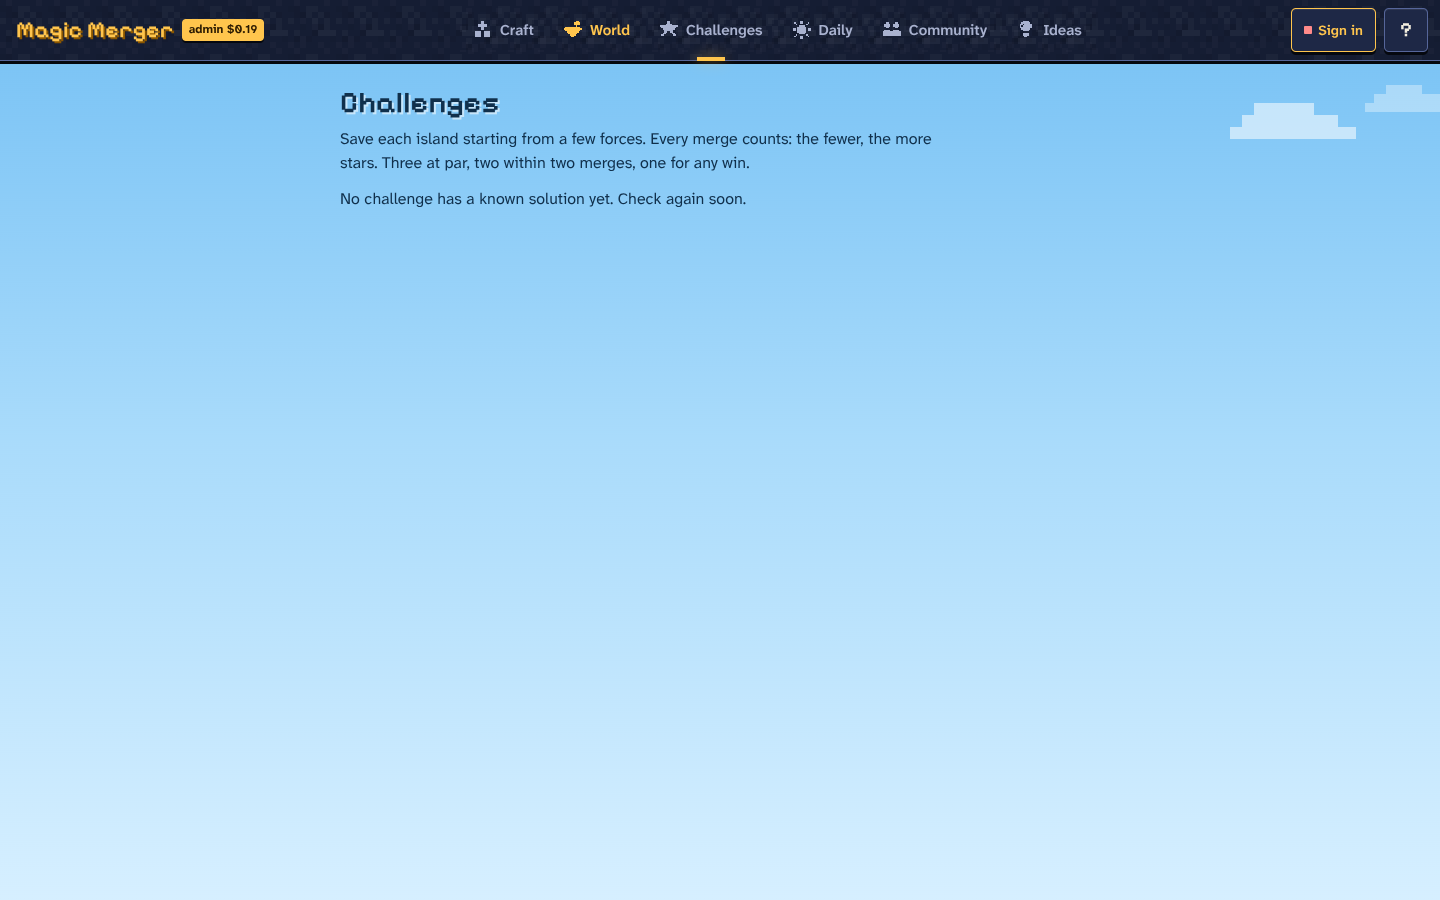 Magic Merger
admin $0.19
Craft
World
Challenges
Daily
Community
Ideas
Sign in
?
Challenges
Save each island starting from a few forces. Every merge counts: the fewer, the more
stars. Three at par, two within two merges, one for any win.
No challenge has a known solution yet. Check again soon.